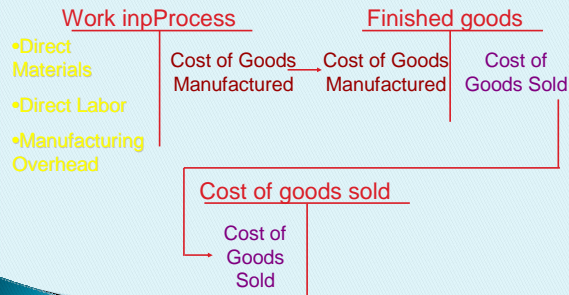 Work inpProcess
•Direct
Materials
•Direct Labor
•Manufacturing
Overhead
Cost of Goods
Manufactured
Finished goods
Cost of Goods
Manufactured
Cost of
Goods Sold
Cost of goods sold
Cost of
Goods
Sold